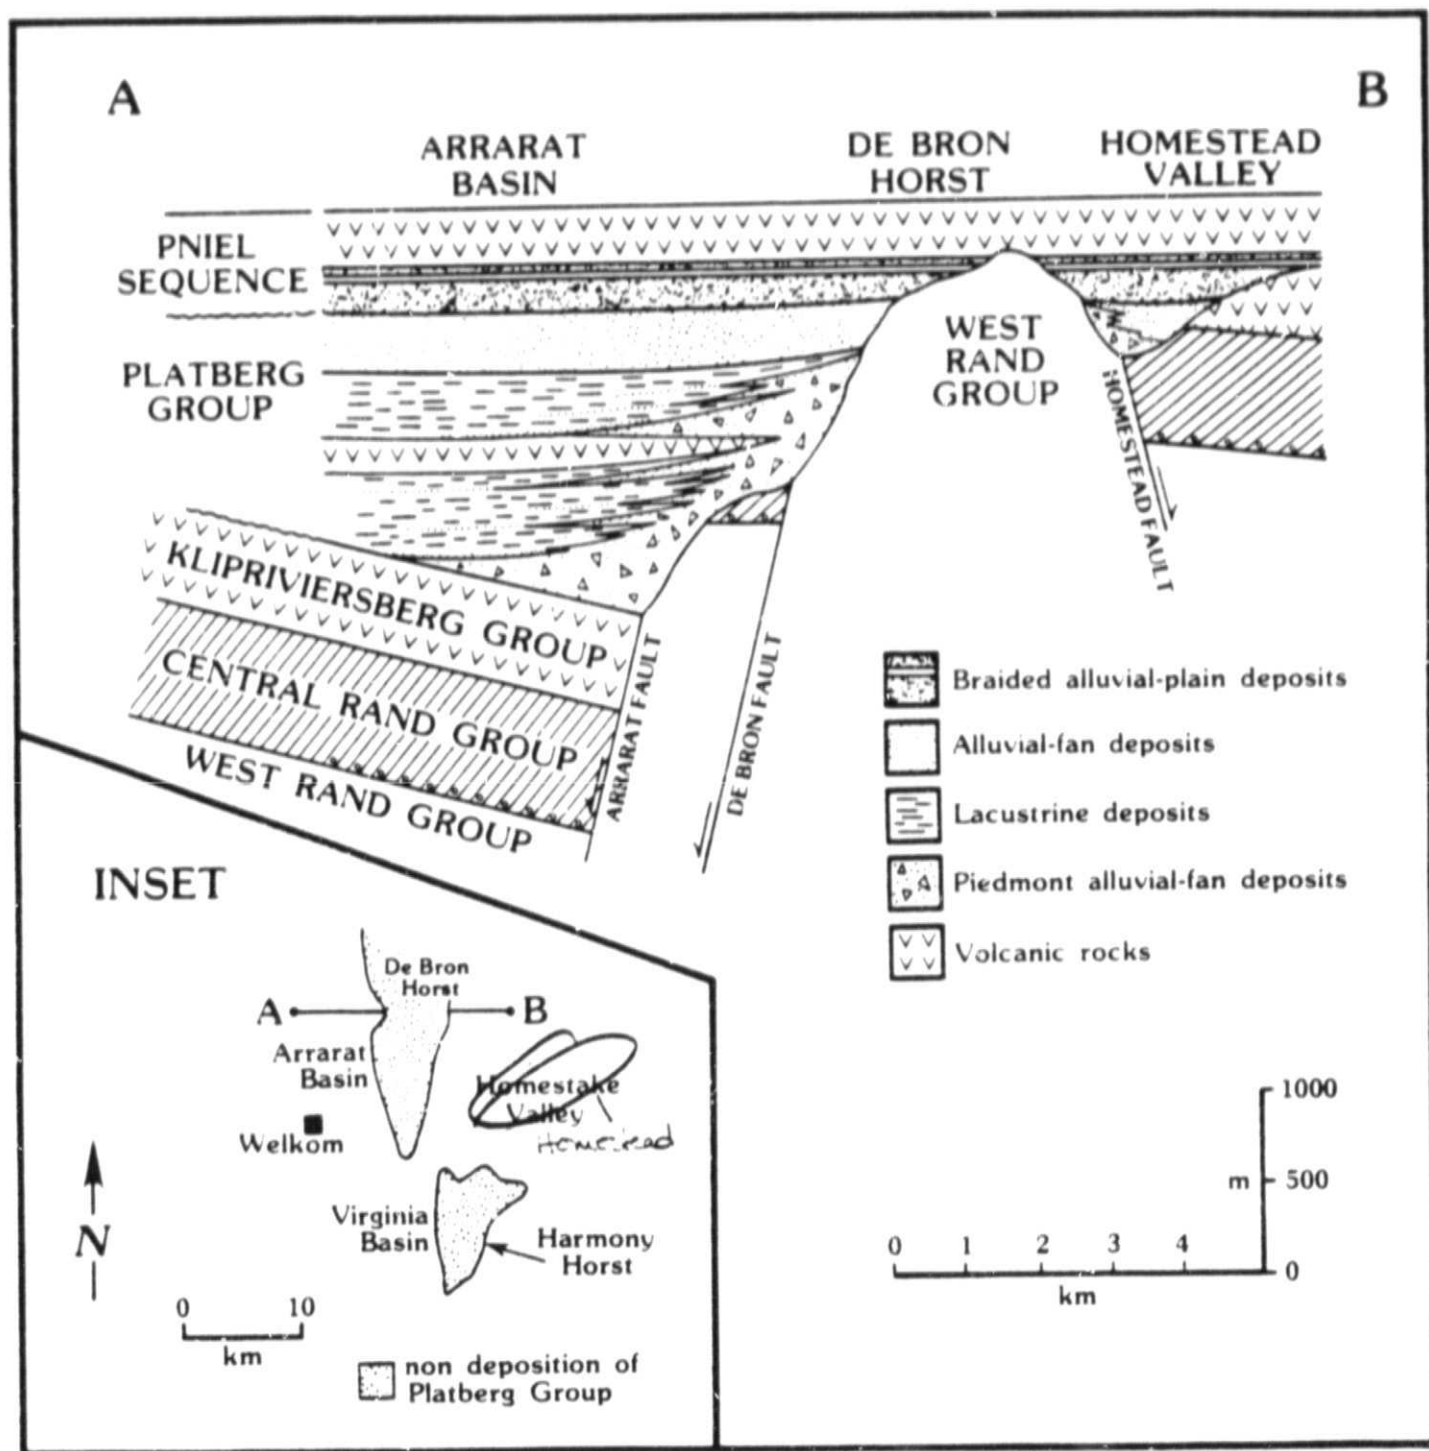 A
B
ARRARAT
BASIN
DE BRON
HORST
HOMESTEAD
VALLEY
PNIEL
SEQUENCE
PLATBERG
GROUP
WEST
RAND
GROUP
HOMESTEAD FAULT
KLIPRIVIERSBERG GROUP
CENTRAL RAND GROUP
WEST RAND GROUP
ARRARAT FAULT
DE BRON FAULT
Braided alluvial-plain deposits
Alluvial-fan deposits
Lacustrine deposits
Piedmont alluvial-fan deposits
Volcanic rocks
INSET
De Bron
Horst
A
B
Arrarat
Basin
Homestake
Valley
Homestead
Welkom
Virginia
Basin
Harmony
Horst
N
0 10
km
non deposition of
Platberg Group
1000
m 500
0
0 1 2 3 4
km